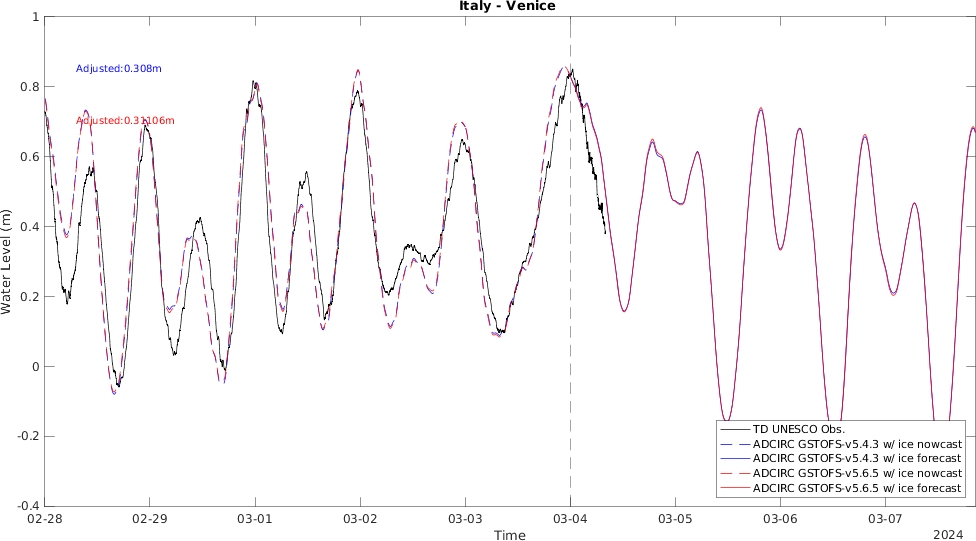 Italy - Venice
1
0.8
0.6
0.4
0.2
0
-0.2
-0.4
Water Level (m)
Adjusted:0.308m
Adjusted:0.31106m
TD UNESCO Obs.
ADCIRC GSTOFS-v5.4.3 w/ ice nowcast
ADCIRC GSTOFS-v5.4.3 w/ ice forecast
ADCIRC GSTOFS-v5.6.5 w/ ice nowcast
ADCIRC GSTOFS-v5.6.5 w/ ice forecast
02-28 02-29 03-01 03-02 03-03 03-04 03-05 03-06 03-07
Time
2024